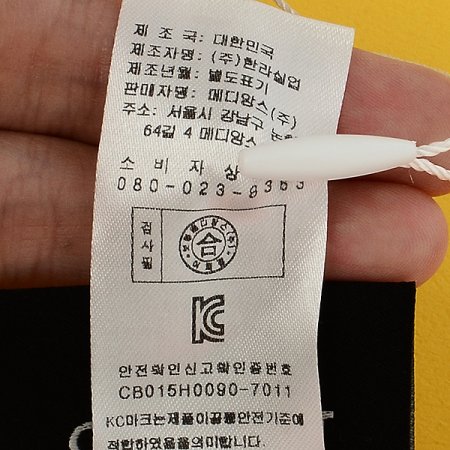 제 조 국: 대한민국
제조자명: (주)한라실업
제조년월: 별도표기
판매자명: 메디앙스(주)
주소: 서울시 강남구
64길 4 메디앙스
소 비 자 상
080-023-9363
검사필
合
KC
안전확인신고확인증번호
CB015H0090-7011
KC마크는제품이공통안전기준에
적합하였음을의미합니다.